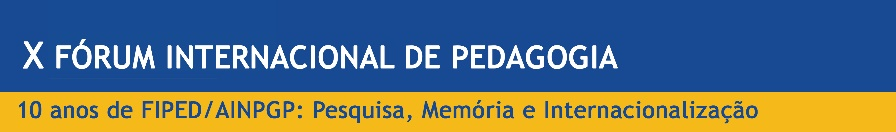 X FÓRUM INTERNACIONAL DE PEDAGOGIA
10 anos de FIPED/AINPGP: Pesquisa, Memória e Internacionalização